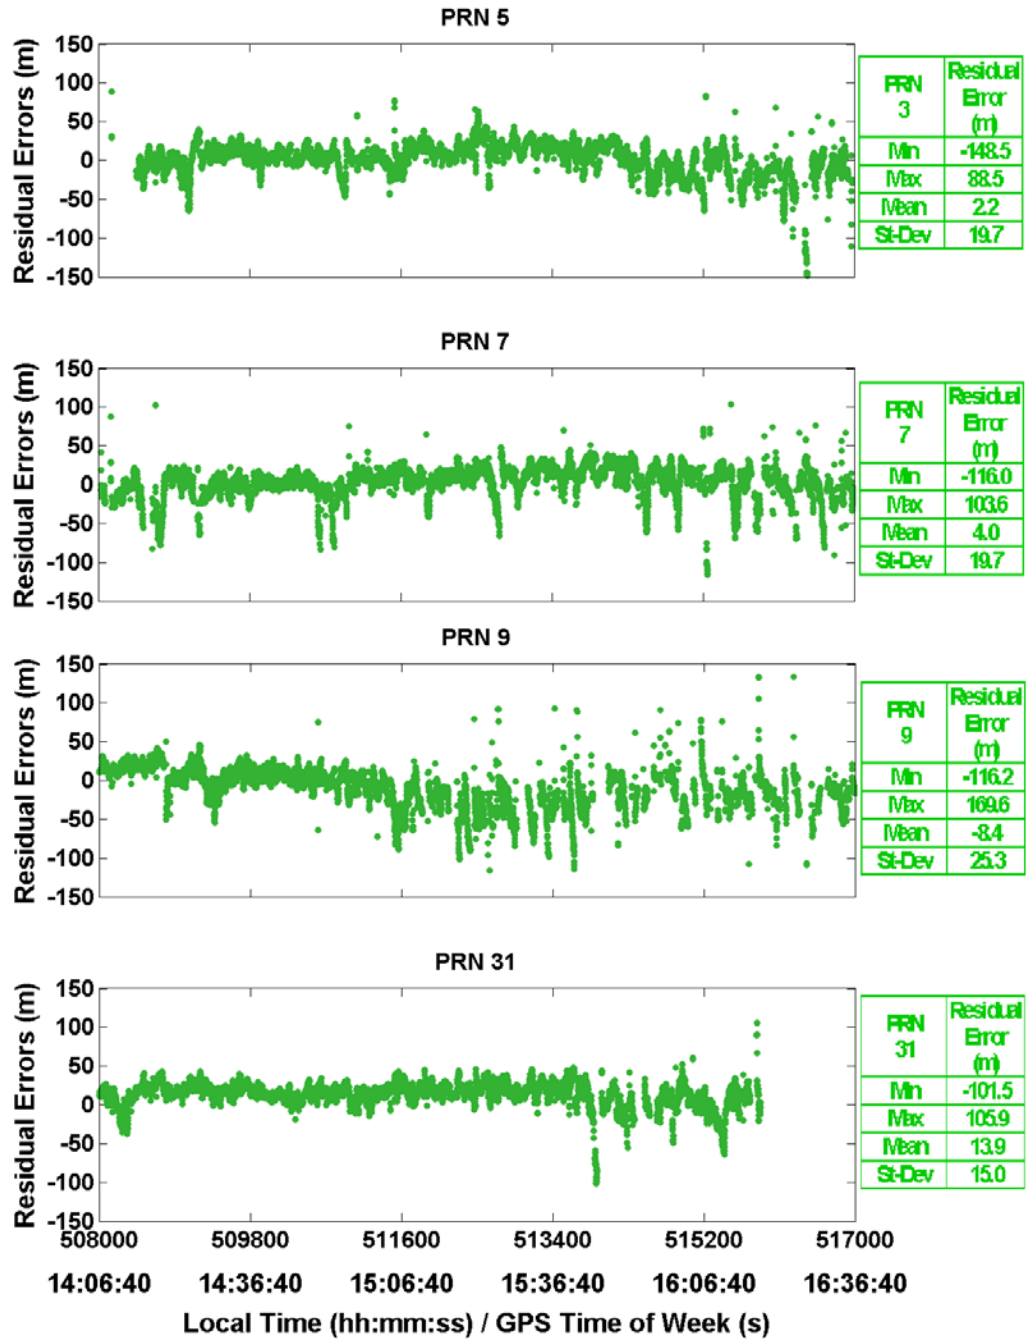 PRN 5
Residual Errors (m)
150
100
50
0
-50
-100
-150
PRN 3 Residual Error (m)
Min -148.5
Max 88.5
Mean 2.2
St-Dev 19.7
PRN 7
Residual Errors (m)
150
100
50
0
-50
-100
-150
PRN 7 Residual Error (m)
Min -116.0
Max 103.6
Mean 4.0
St-Dev 19.7
PRN 9
Residual Errors (m)
150
100
50
0
-50
-100
-150
PRN 9 Residual Error (m)
Min -116.2
Max 169.6
Mean -8.4
St-Dev 25.3
PRN 31
Residual Errors (m)
150
100
50
0
-50
-100
-150
PRN 31 Residual Error (m)
Min -101.5
Max 105.9
Mean 13.9
St-Dev 15.0
508000 509800 511600 513400 515200 517000
14:06:40 14:36:40 15:06:40 15:36:40 16:06:40 16:36:40
Local Time (hh:mm:ss) / GPS Time of Week (s)